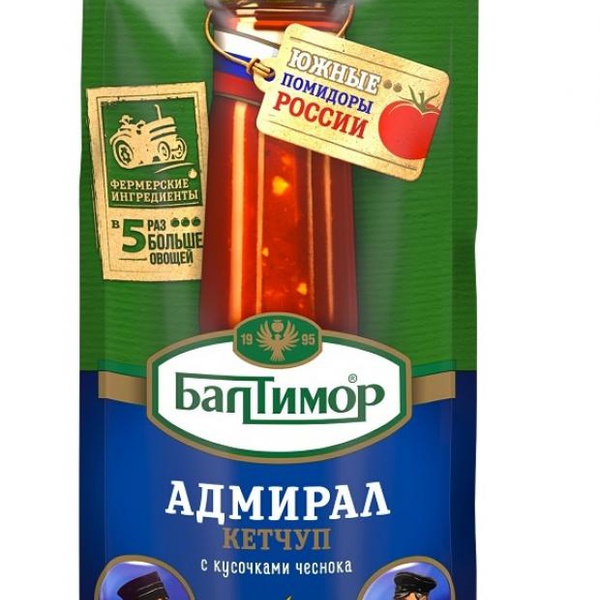 ЮЖНЫЕ
ПОМИДОРЫ
РОССИИ
ФЕРМЕРСКИЕ
ИНГРЕДИЕНТЫ
В 5 РАЗ
БОЛЬШЕ
ОВОЩЕЙ
19 95
Балтимор®
АДМИРАЛ
КЕТЧУП
с кусочками чеснока